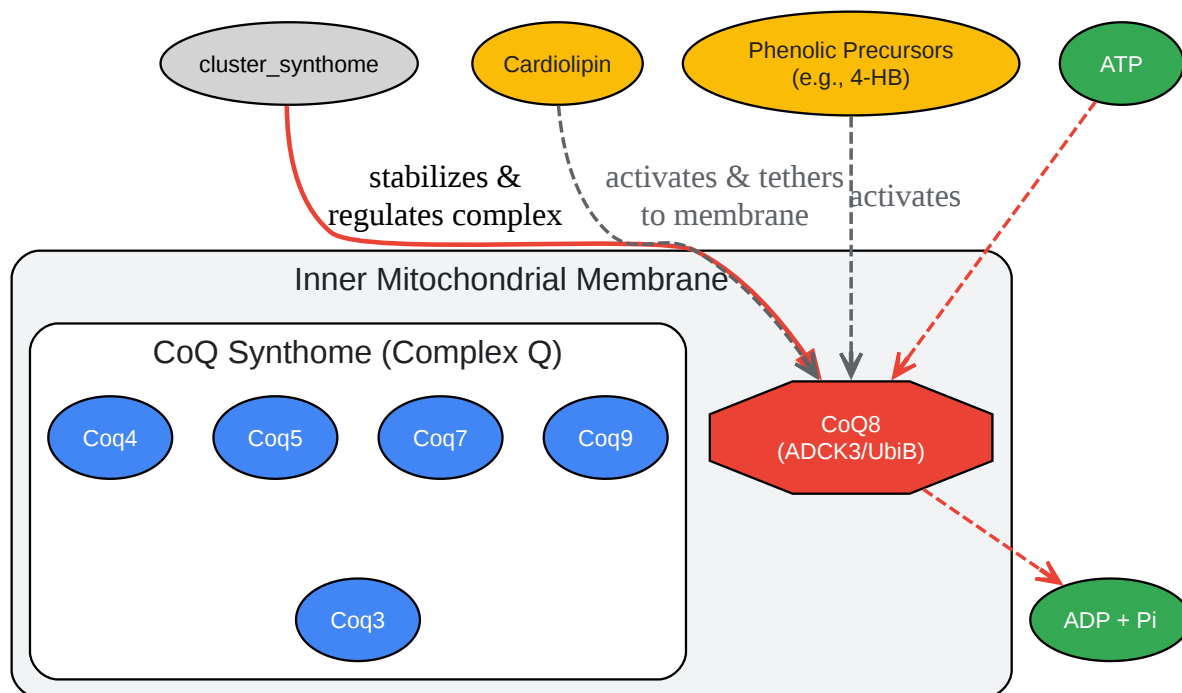 cluster_synthome
Cardiolipin
Phenolic Precursors
(e.g., 4-HB)
ATP
stabilizes &
regulates complex
activates & tethers
to membrane
activates
Inner Mitochondrial Membrane
CoQ Synthome (Complex Q)
Coq4
Coq5
Coq7
Coq9
CoQ8
(ADCK3/UbiB)
Coq3
ADP + Pi